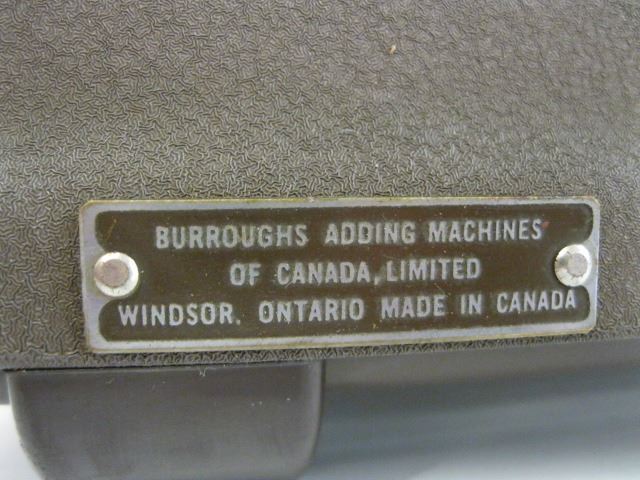 BURROUGHS ADDING MACHINES
OF CANADA, LIMITED
WINDSOR. ONTARIO MADE IN CANADA